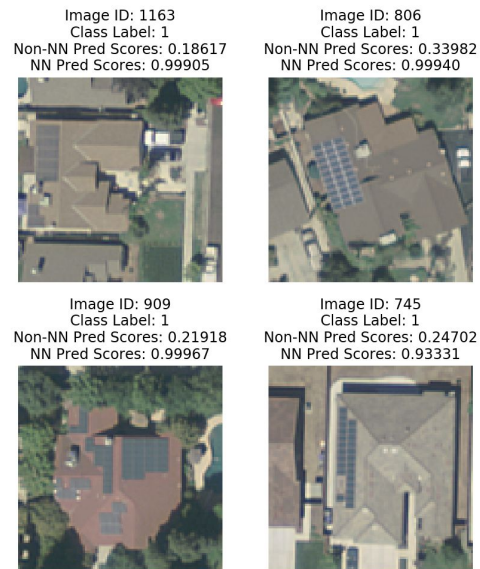 Image ID: 1163
Class Label: 1
Non-NN Pred Scores: 0.18617
NN Pred Scores: 0.99905
Image ID: 806
Class Label: 1
Non-NN Pred Scores: 0.33982
NN Pred Scores: 0.99940
Image ID: 909
Class Label: 1
Non-NN Pred Scores: 0.21918
NN Pred Scores: 0.99967
Image ID: 745
Class Label: 1
Non-NN Pred Scores: 0.24702
NN Pred Scores: 0.93331